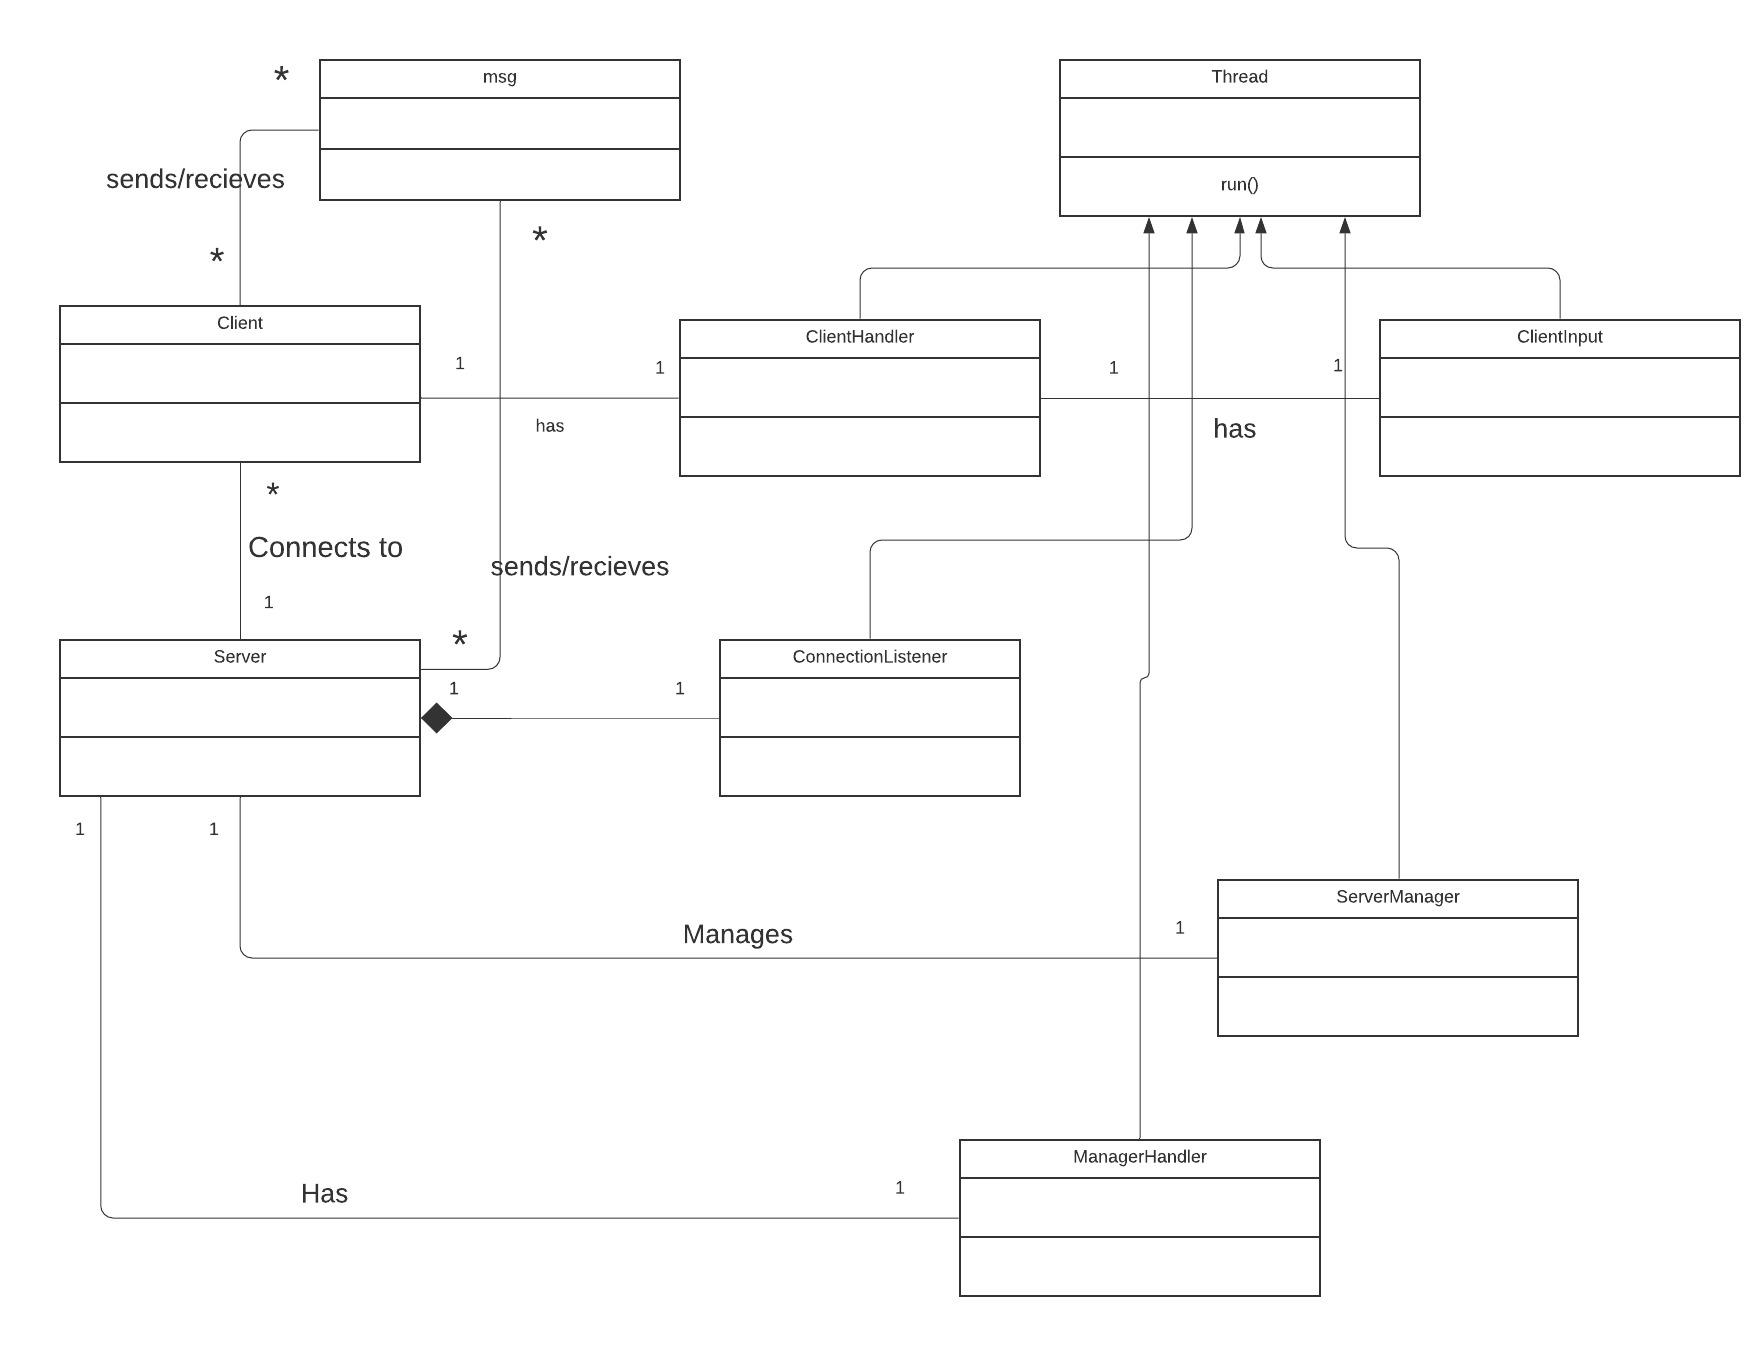 *
msg
Thread
sends/recieves
run()
*
*
Client
ClientHandler
ClientInput
1
1
1
1
has
has
*
Connects to
sends/recieves
1
*
Server
ConnectionListener
1
1
1
1
ServerManager
Manages
1
ManagerHandler
Has
1